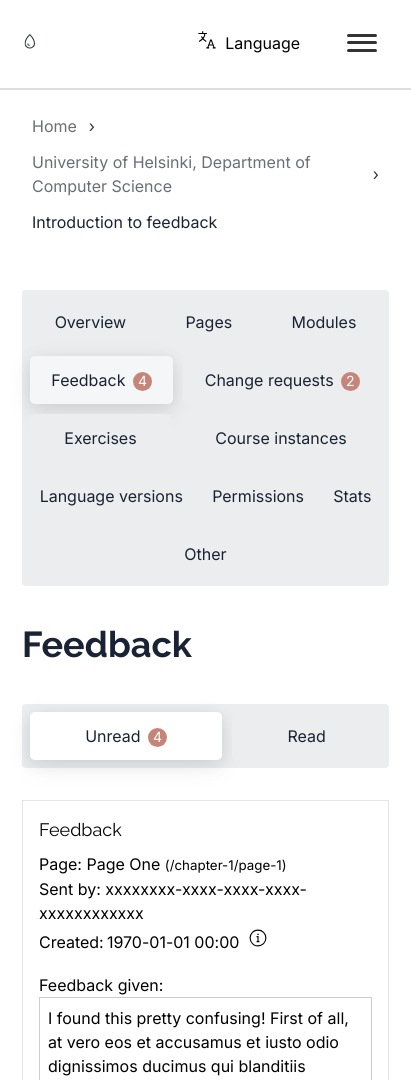 Language
Home ›
University of Helsinki, Department of
Computer Science ›
Introduction to feedback
Overview Pages Modules
Feedback 4 Change requests 2
Exercises Course instances
Language versions Permissions Stats
Other
Feedback
Unread 4 Read
Feedback
Page: Page One (/chapter-1/page-1)
Sent by: xxxxxxxx-xxxx-xxxx-xxxx-
xxxxxxxxxxxx
Created: 1970-01-01 00:00
Feedback given:
I found this pretty confusing! First of all,
at vero eos et accusamus et iusto odio
dignissimos ducimus qui blanditiis